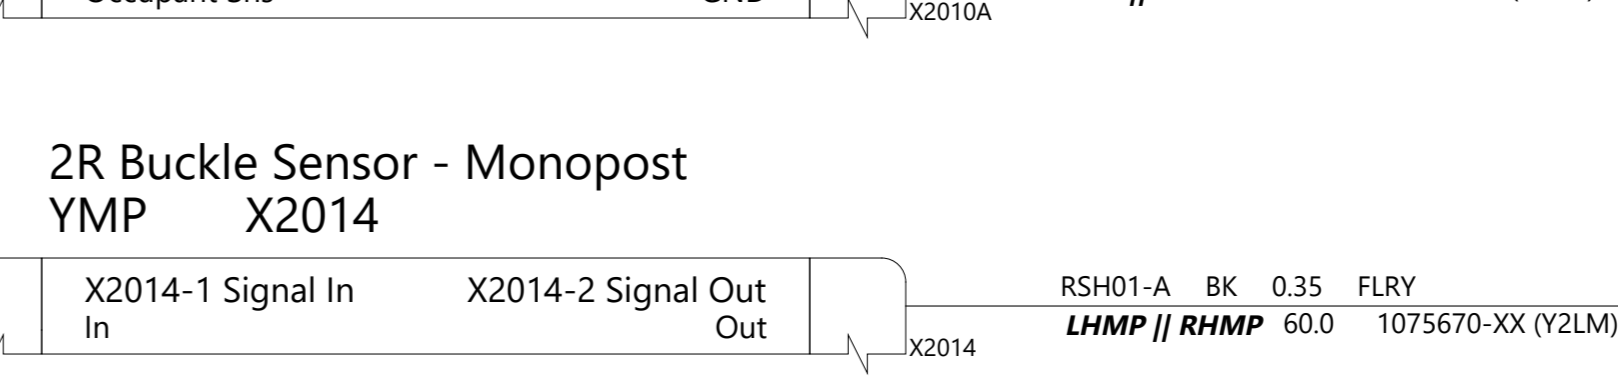 X2010A
2R Buckle Sensor - Monopost
YMP X2014
X2014-1 Signal In X2014-2 Signal Out
In Out
RSH01-A BK 0.35 FLRY
LHMP || RHMP 60.0 1075670-XX (Y2LM)
X2014